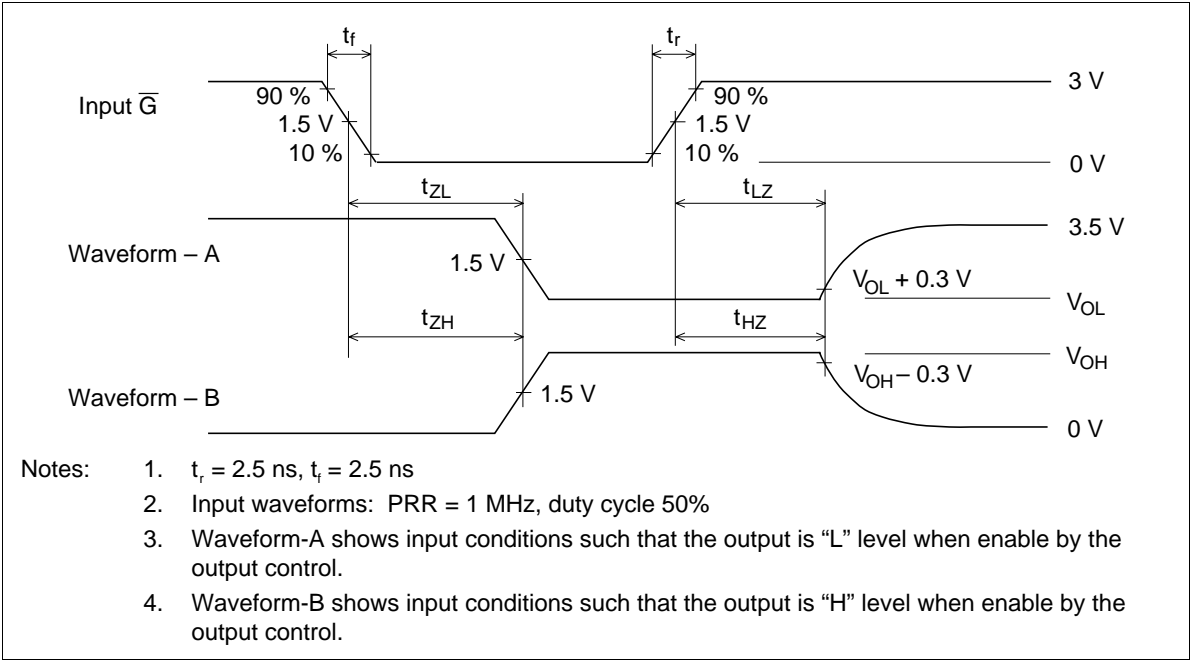 tf tr
Input G̅ 90 % 90 % 3 V
1.5 V 1.5 V
10 % 10 % 0 V
tZL tLZ
3.5 V
Waveform – A 1.5 V
VOL + 0.3 V
VOL
tZH tHZ
VOH
VOH – 0.3 V
Waveform – B 1.5 V
0 V
Notes: 1. tr = 2.5 ns, tf = 2.5 ns
2. Input waveforms: PRR = 1 MHz, duty cycle 50%
3. Waveform-A shows input conditions such that the output is “L” level when enable by the
output control.
4. Waveform-B shows input conditions such that the output is “H” level when enable by the
output control.